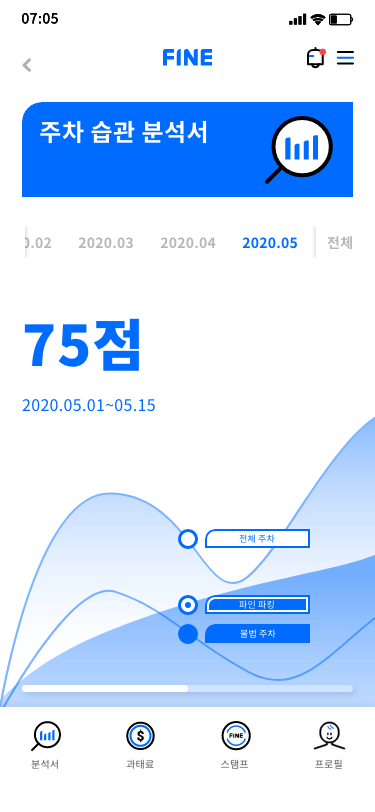 07:05
FINE
주차 습관 분석서
0.02 2020.03 2020.04 2020.05 전체
75점
2020.05.01~05.15
전체 주차
파인 파킹
불법 주차
$ FINE
분석서 과태료 스탬프 프로필